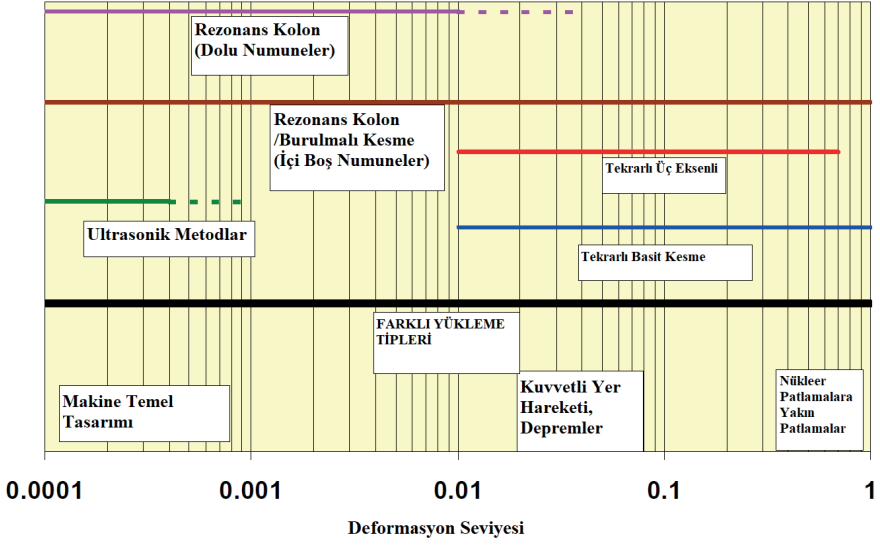 Rezonans Kolon
(Dolu Numuneler)
Rezonans Kolon
/Burulmalı Kesme
(İçi Boş Numuneler)
Tekrarlı Üç Eksenli
Ultrasonik Metodlar
Tekrarlı Basit Kesme
FARKLI YÜKLEME
TİPLERİ
Makine Temel
Tasarımı
Kuvvetli Yer
Hareketi,
Depremler
Nükleer
Patlamalara
Yakın
Patlamalar
0.0001 0.001 0.01 0.1 1
Deformasyon Seviyesi